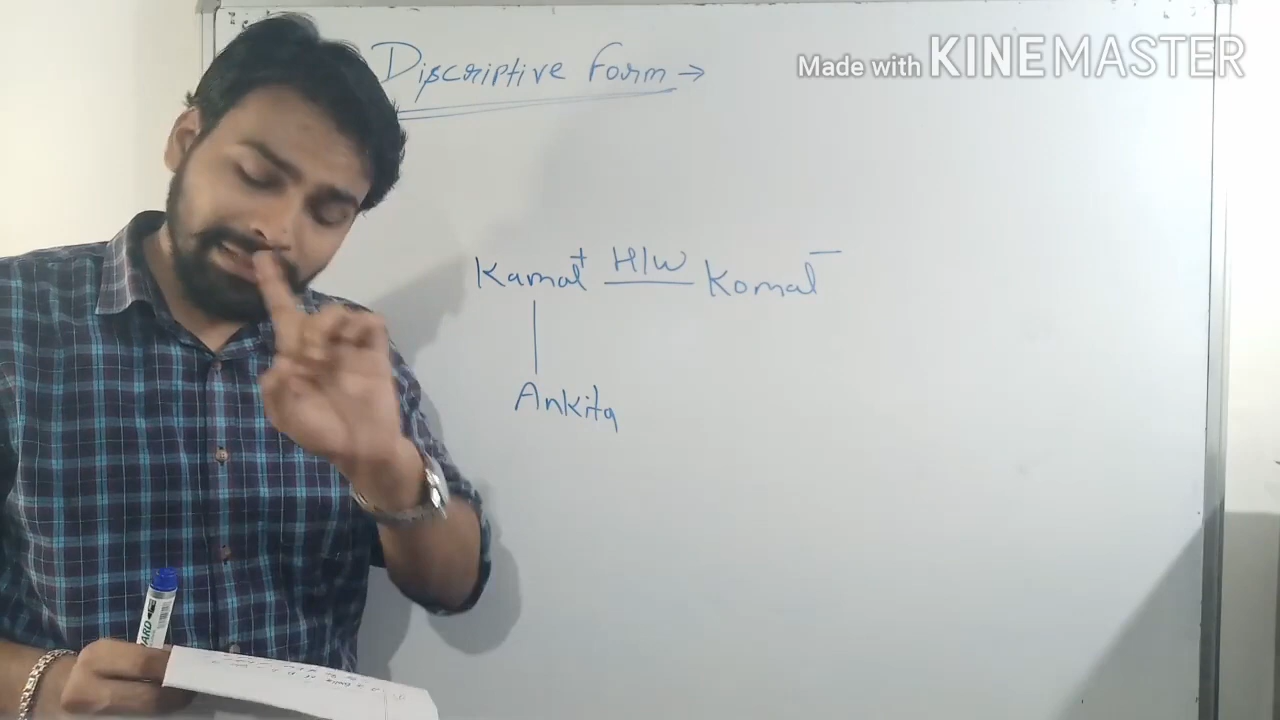 Discriptive Form →
Made with KINEMASTER
Kamal + H/W Komal −
Ankita